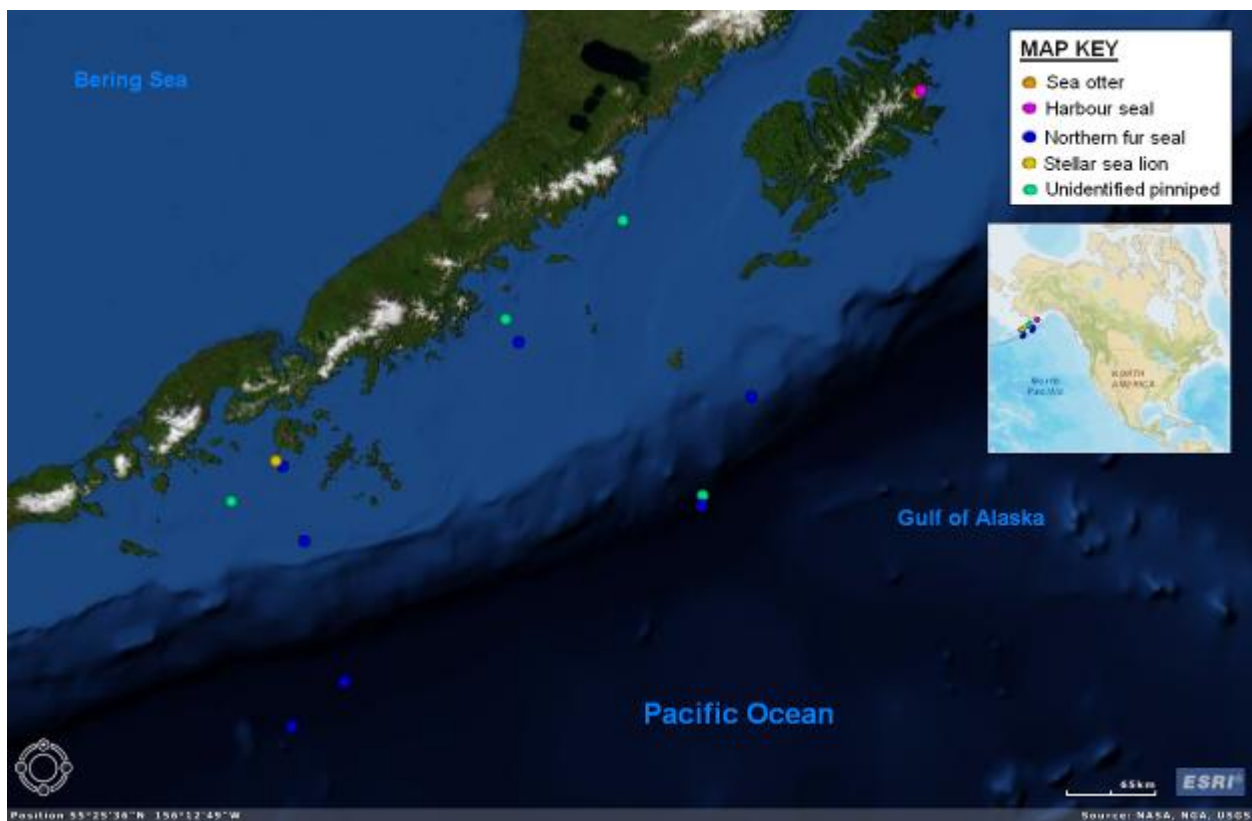 Bering Sea
MAP KEY
Sea otter
Harbour seal
Northern fur seal
Stellar sea lion
Unidentified pinniped
North
Pacific
NORTH
AMERICA
Gulf of Alaska
Pacific Ocean
65km
ESRI
Position 55°25'36"N 156°12'49"W
Source: NASA, NGA, USGS